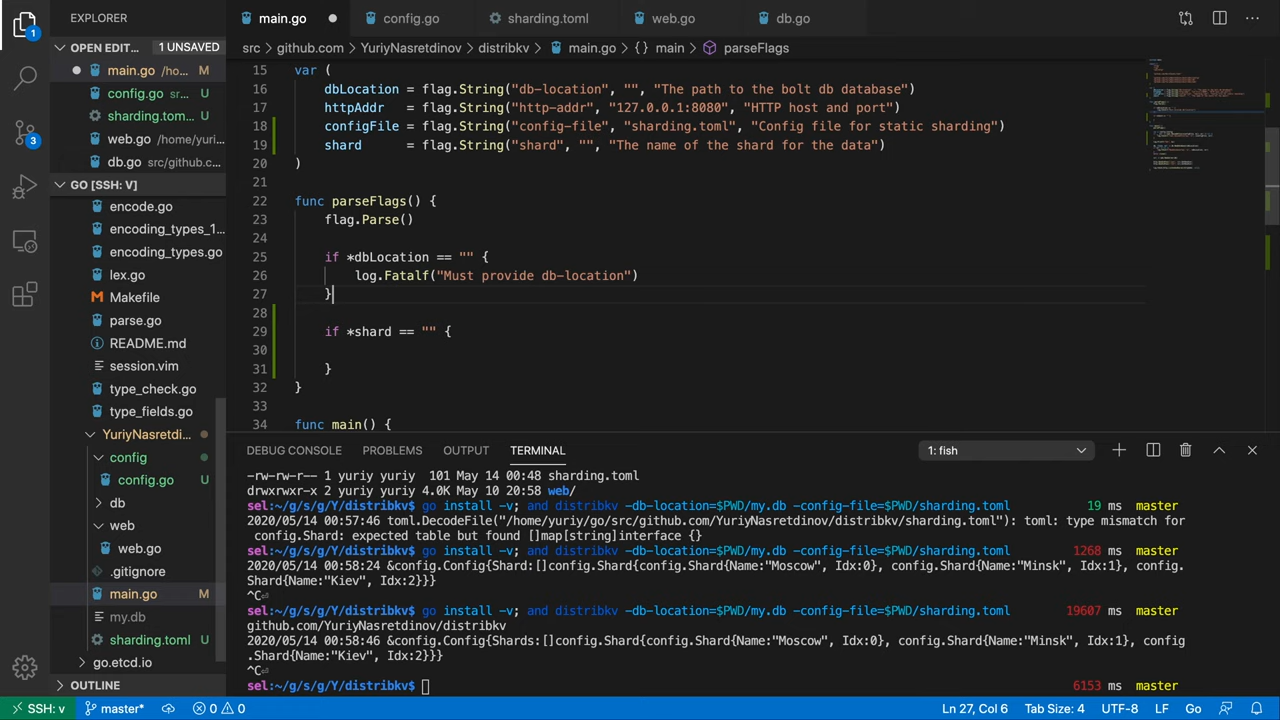 1
3
main.go
config.go
sharding.toml
web.go
db.go
EXPLORER
OPEN EDIT...
1 UNSAVED
main.go /ho...
M
config.go sr...
U
sharding.tom...
U
web.go /home/yuri...
db.go src/github.c...
GO [SSH: V]
encode.go
encoding_types_1...
encoding_types.go
lex.go
Makefile
parse.go
README.md
session.vim
type_check.go
type_fields.go
YuriyNasretdi...
config
config.go
U
db
web
web.go
.gitignore
main.go
M
my.db
sharding.toml
U
go.etcd.io
OUTLINE
src > github.com > YuriyNasretdinov > distribkv > main.go > {} main > parseFlags
15 var (
16 dbLocation = flag.String("db-location", "", "The path to the bolt db database")
17 httpAddr = flag.String("http-addr", "127.0.0.1:8080", "HTTP host and port")
18 configFile = flag.String("config-file", "sharding.toml", "Config file for static sharding")
19 shard = flag.String("shard", "", "The name of the shard for the data")
20 )
21
22 func parseFlags() {
23 flag.Parse()
24
25 if *dbLocation == "" {
26 log.Fatalf("Must provide db-location")
27 }
28
29 if *shard == "" {
30
31 }
32 }
33
34 func main() {
DEBUG CONSOLE
PROBLEMS
OUTPUT
TERMINAL
1: fish
-rw-rw-r-- 1 yuriy yuriy 101 May 14 00:48 sharding.toml
drwxrwxr-x 2 yuriy yuriy 4.0K May 10 20:58 web/
sel:~/g/s/g/Y/distribkv$ go install -v; and distribkv -db-location=$PWD/my.db -config-file=$PWD/sharding.toml 19 ms master
2020/05/14 00:57:46 toml.DecodeFile("/home/yuriy/go/src/github.com/YuriyNasretdinov/distribkv/sharding.toml"): toml: type mismatch for
config.Shard: expected table but found []map[string]interface {}
sel:~/g/s/g/Y/distribkv$ go install -v; and distribkv -db-location=$PWD/my.db -config-file=$PWD/sharding.toml 1268 ms master
2020/05/14 00:58:24 &config.Config{Shard:[]config.Shard{config.Shard{Name:"Moscow", Idx:0}, config.Shard{Name:"Minsk", Idx:1}, config.
Shard{Name:"Kiev", Idx:2}}}
^C⏎
sel:~/g/s/g/Y/distribkv$ go install -v; and distribkv -db-location=$PWD/my.db -config-file=$PWD/sharding.toml 19607 ms master
github.com/YuriyNasretdinov/distribkv
2020/05/14 00:58:46 &config.Config{Shards:[]config.Shard{config.Shard{Name:"Moscow", Idx:0}, config.Shard{Name:"Minsk", Idx:1}, config
.Shard{Name:"Kiev", Idx:2}}}
^C⏎
sel:~/g/s/g/Y/distribkv$ 6153 ms master
SSH: v
master*
0
0
Ln 27, Col 6
Tab Size: 4
UTF-8
LF
Go